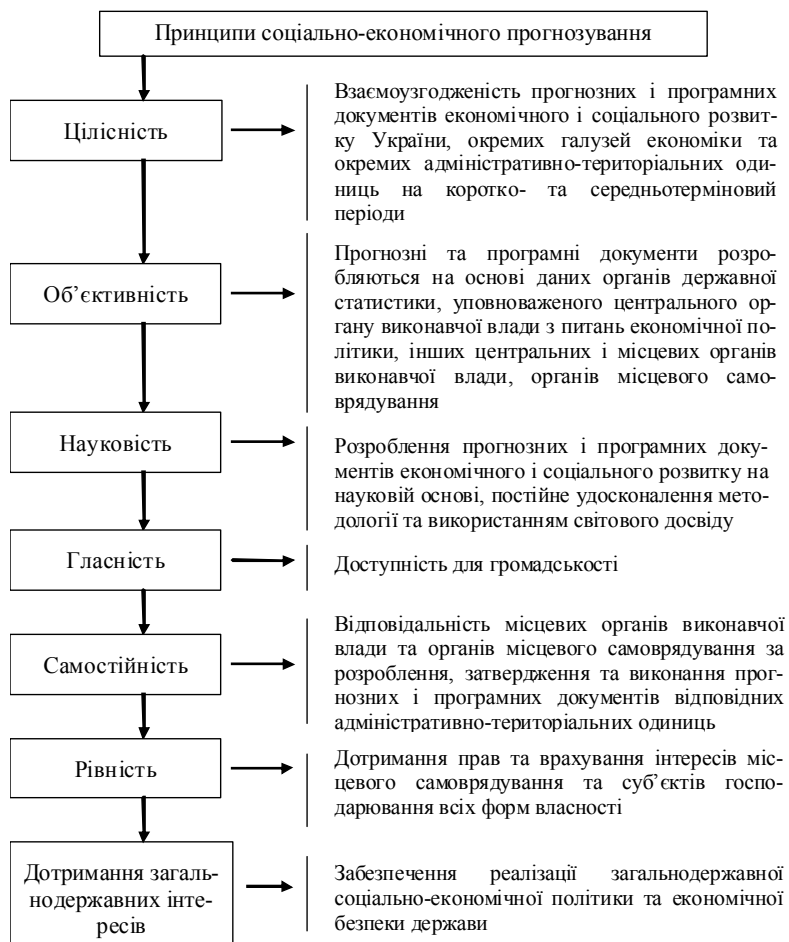 Принципи соціально-економічного прогнозування
Цілісність
Взаємоузгодженість прогнозних і програмних
документів економічного і соціального розвит-
ку України, окремих галузей економіки та
окремих адміністративно-територіальних оди-
ниць на коротко- та середньотерміновий
періоди
Об’єктивність
Прогнозні та програмні документи розро-
бляються на основі даних органів державної
статистики, уповноваженого центрального ор-
гану виконавчої влади з питань економічної по-
літики, інших центральних і місцевих органів
виконавчої влади, органів місцевого само-
врядування
Науковість
Розроблення прогнозних і програмних доку-
ментів економічного і соціального розвитку на
науковій основі, постійне удосконалення мето-
дології та використанням світового досвіду
Гласність
Доступність для громадськості
Самостійність
Відповідальність місцевих органів виконавчої
влади та органів місцевого самоврядування за
розроблення, затвердження та виконання прог-
нозних і програмних документів відповідних
адміністративно-територіальних одиниць
Рівність
Дотримання прав та врахування інтересів міс-
цевого самоврядування та суб’єктів госпо-
дарювання всіх форм власності
Дотримання загаль-
нодержавних інте-
ресів
Забезпечення реалізації загальнодержавної
соціально-економічної політики та економічної
безпеки держави